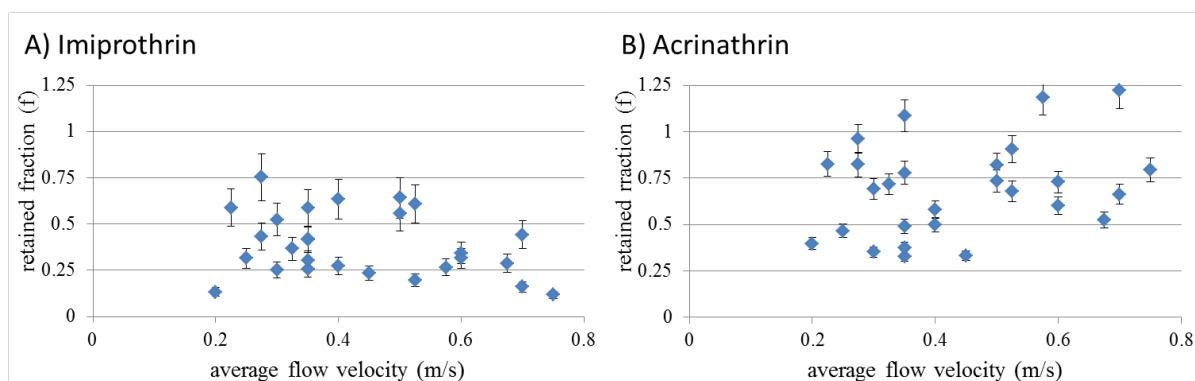 A) Imiprothrin
retained fraction (f)
1.25
1
0.75
0.5
0.25
0
0 0.2 0.4 0.6 0.8
average flow velocity (m/s)
B) Acrinathrin
retained rraction (f)
1.25
1
0.75
0.5
0.25
0
0 0.2 0.4 0.6 0.8
average flow velocity (m/s)